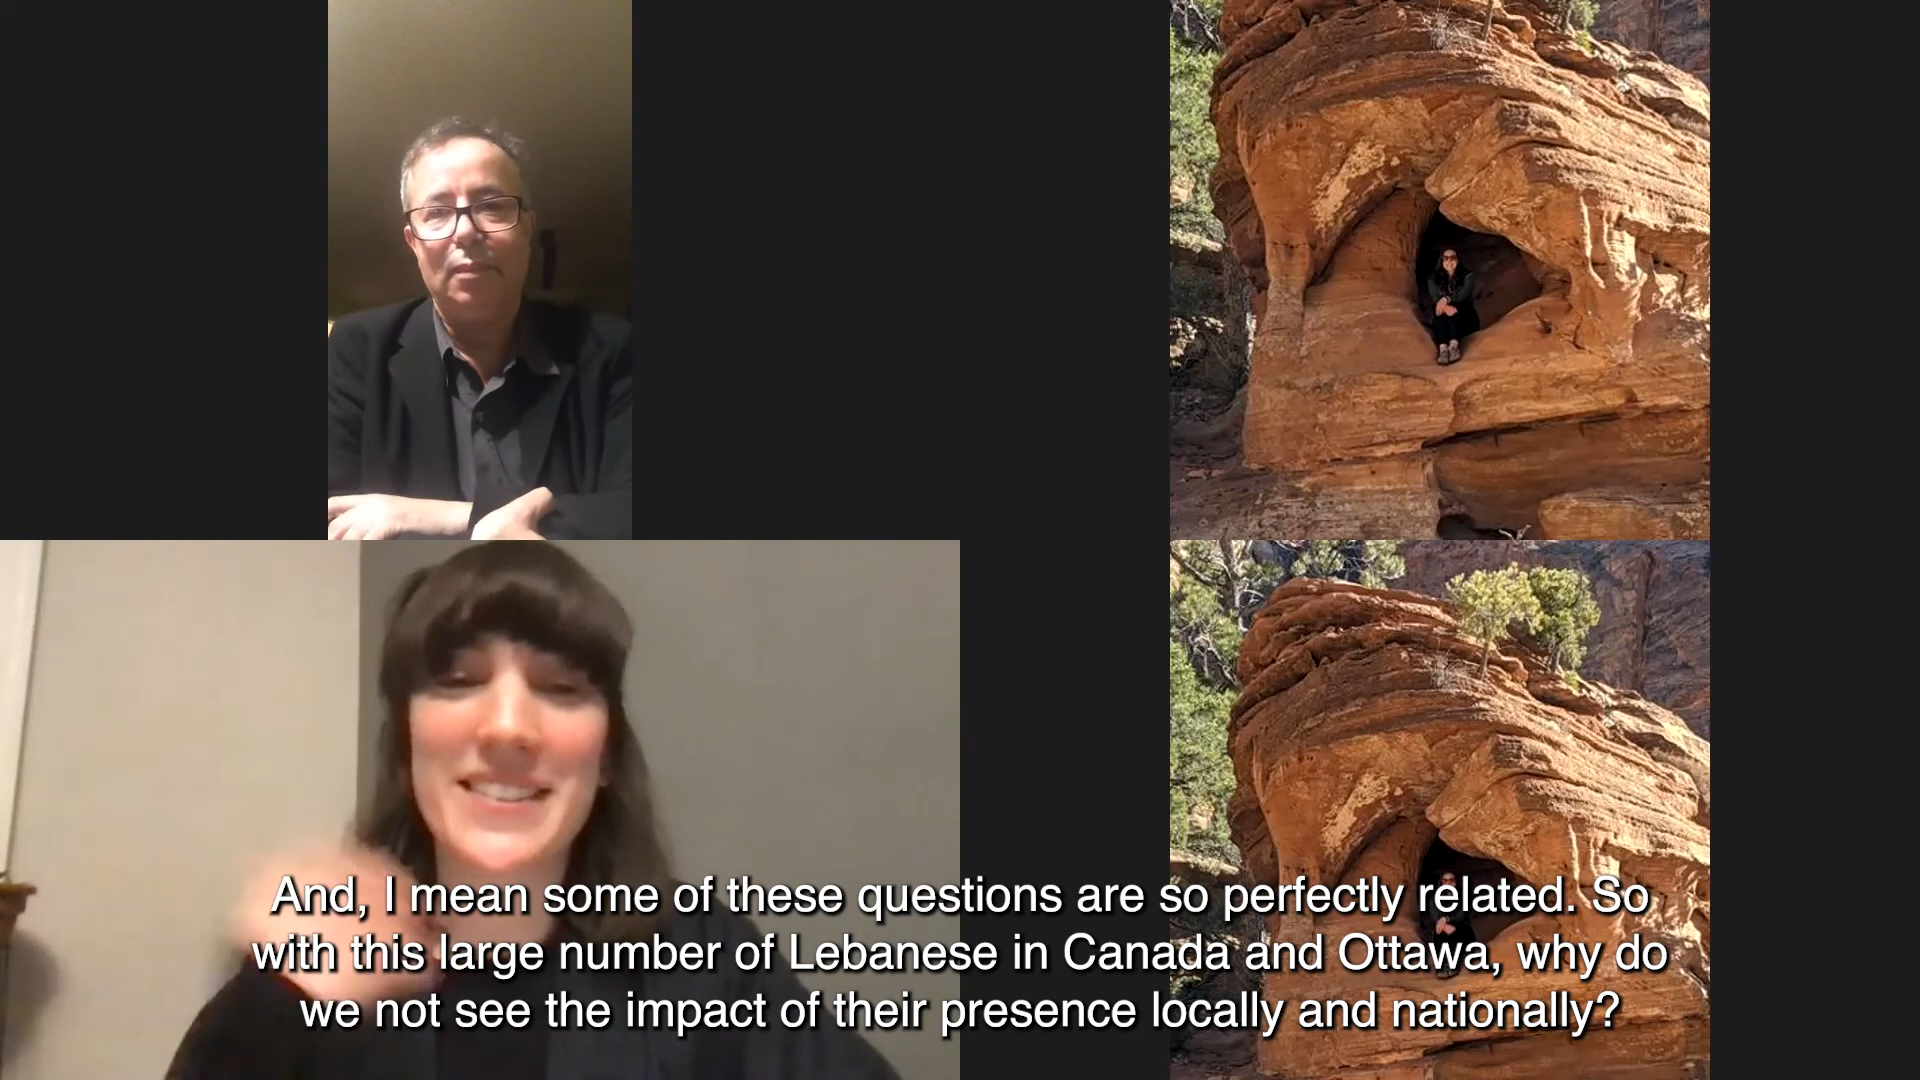 And, I mean some of these questions are so perfectly related. So
with this large number of Lebanese in Canada and Ottawa, why do
we not see the impact of their presence locally and nationally?